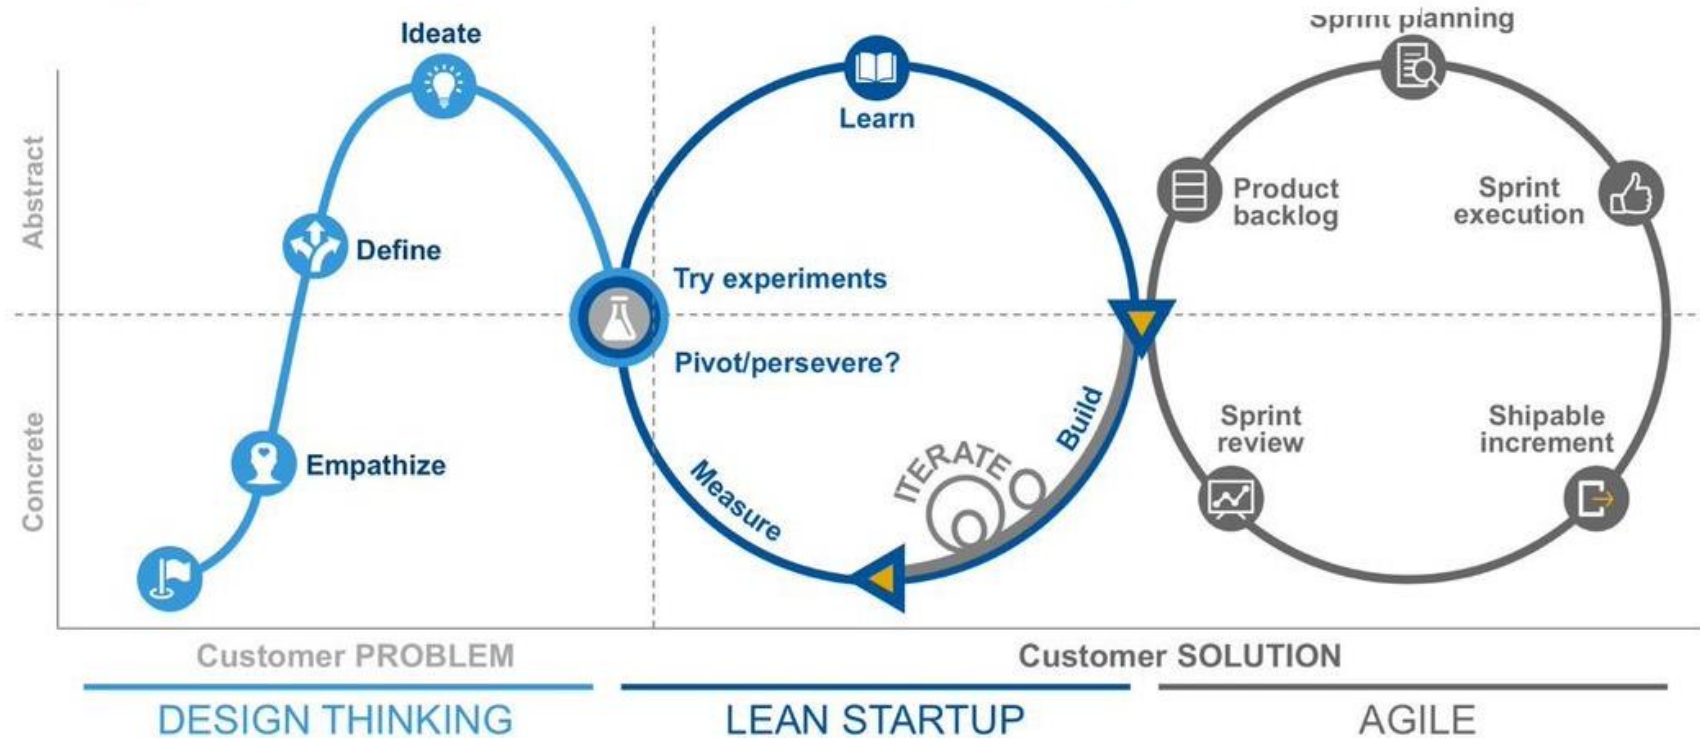 Ideate
Sprint planning
Learn
Abstract
Product
backlog
Sprint
execution
Define
Try experiments
Pivot/persevere?
Concrete
Empathize
Measure
ITERATE
Build
Sprint
review
Shipable
increment
Customer PROBLEM
Customer SOLUTION
DESIGN THINKING
LEAN STARTUP
AGILE